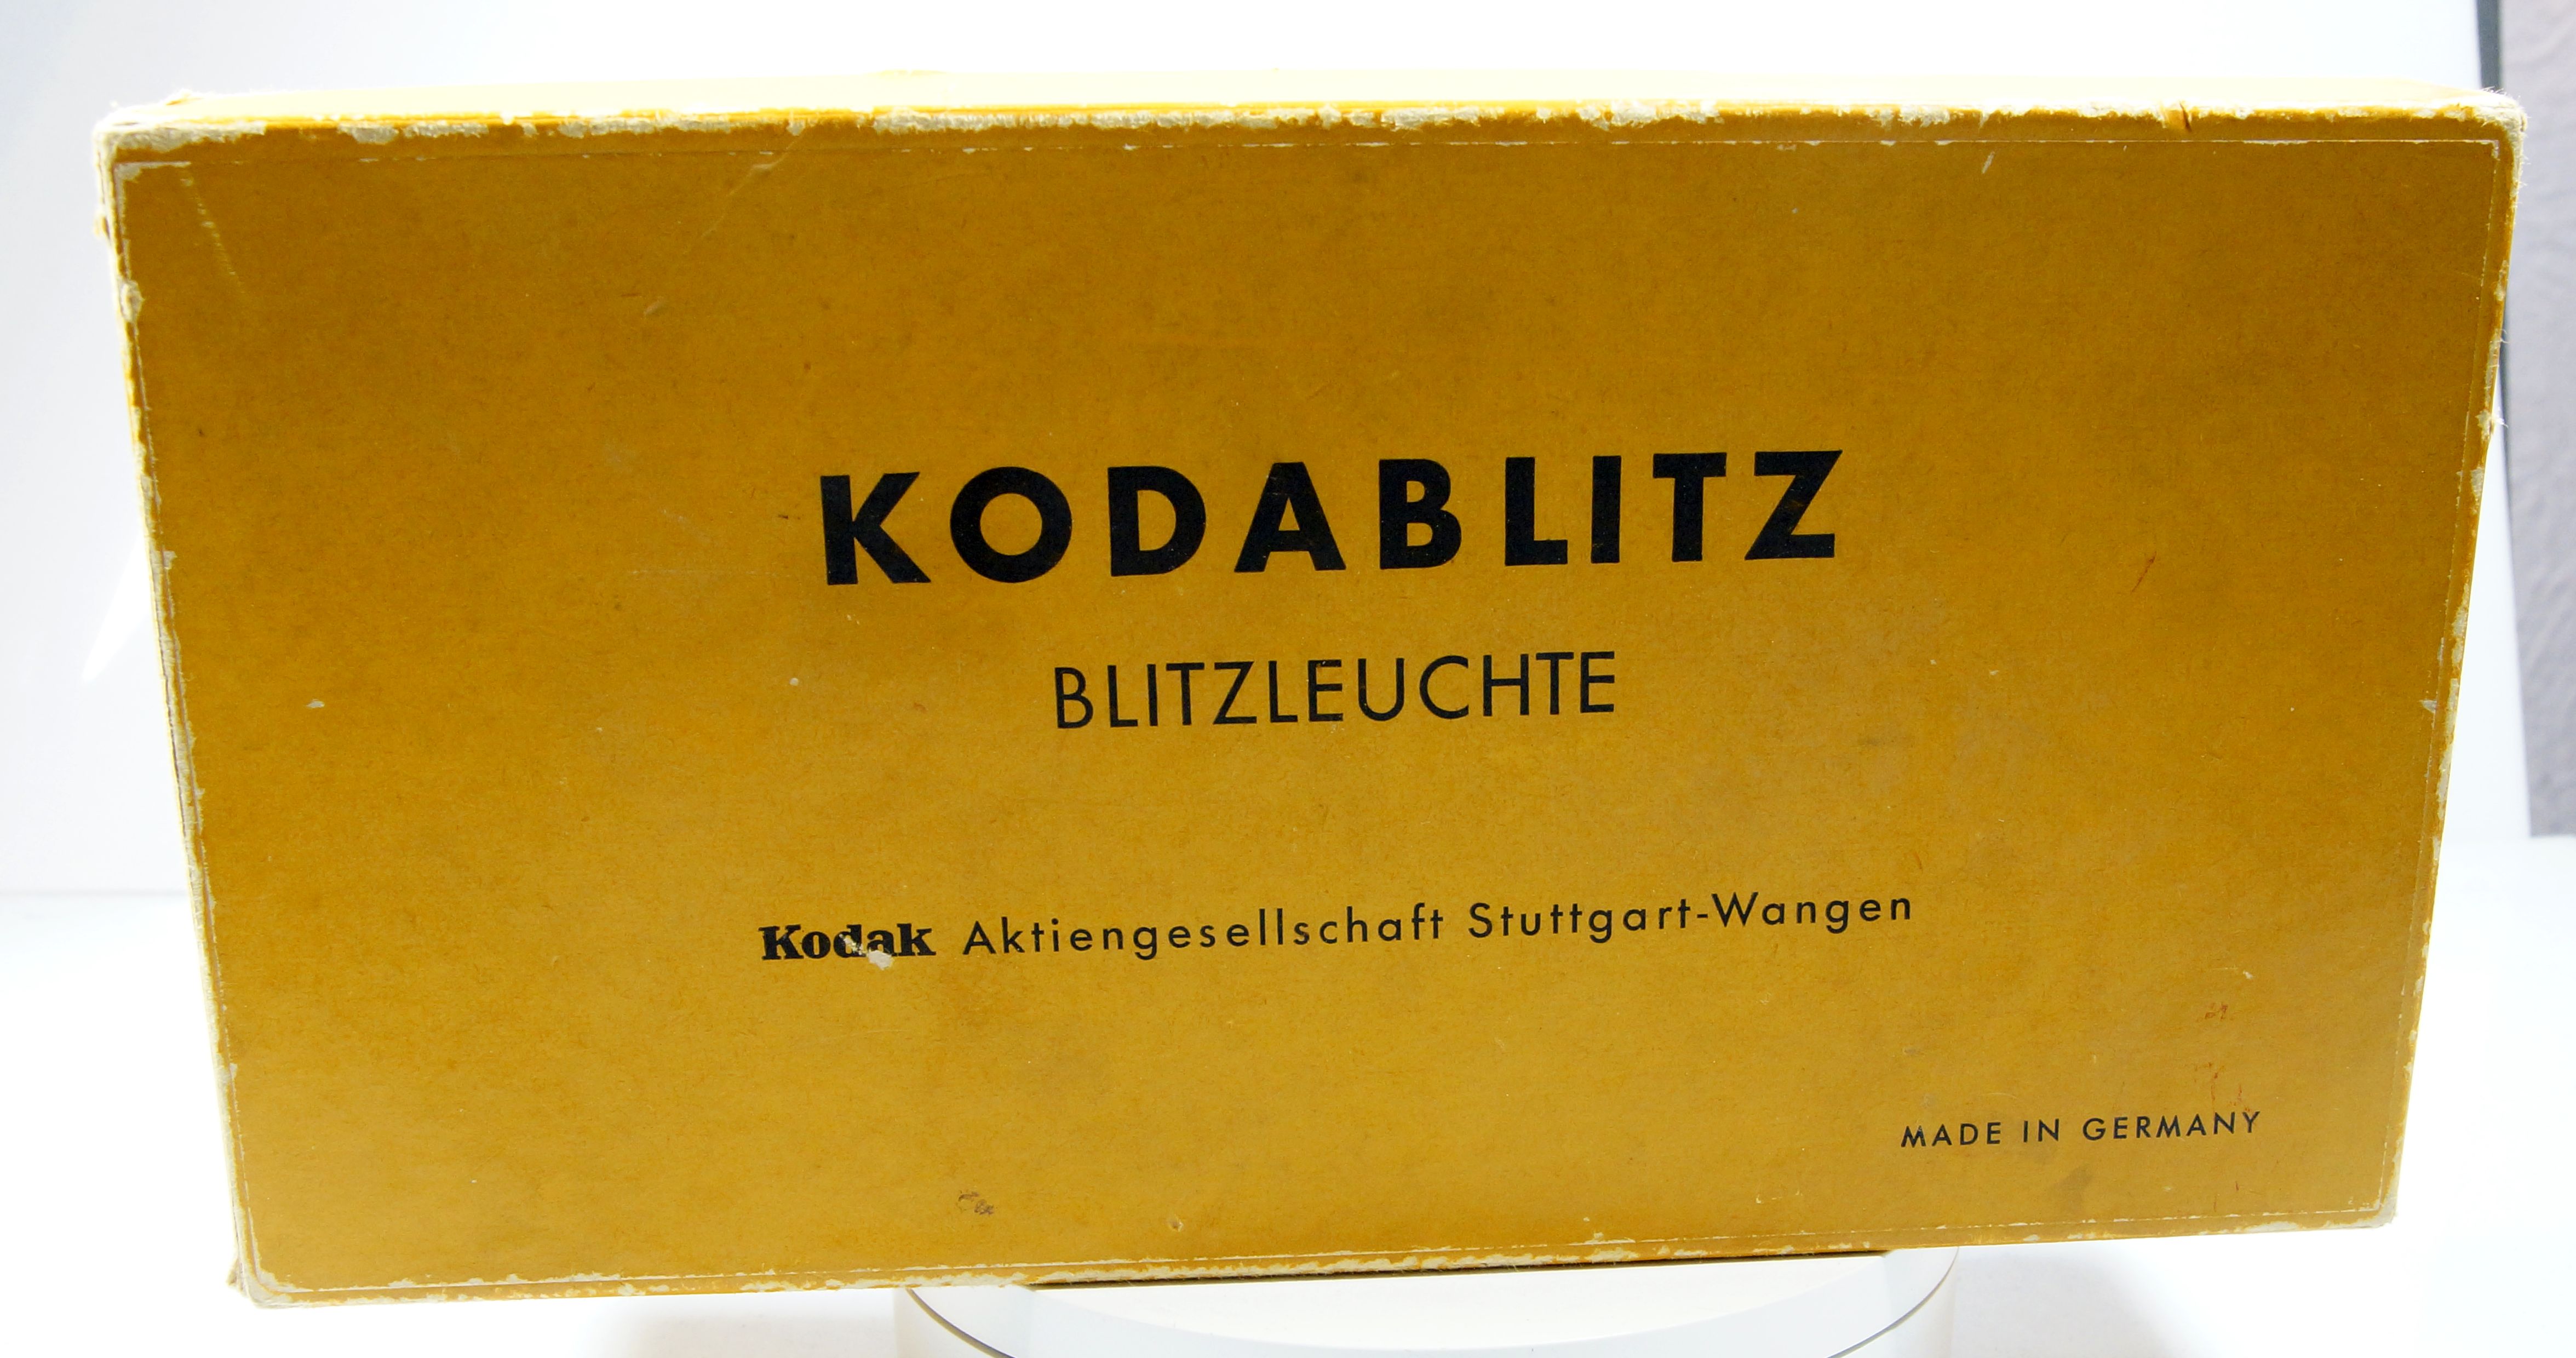 KODABLITZ
BLITZLEUCHTE
Kodak Aktiengesellschaft Stuttgart-Wangen
MADE IN GERMANY